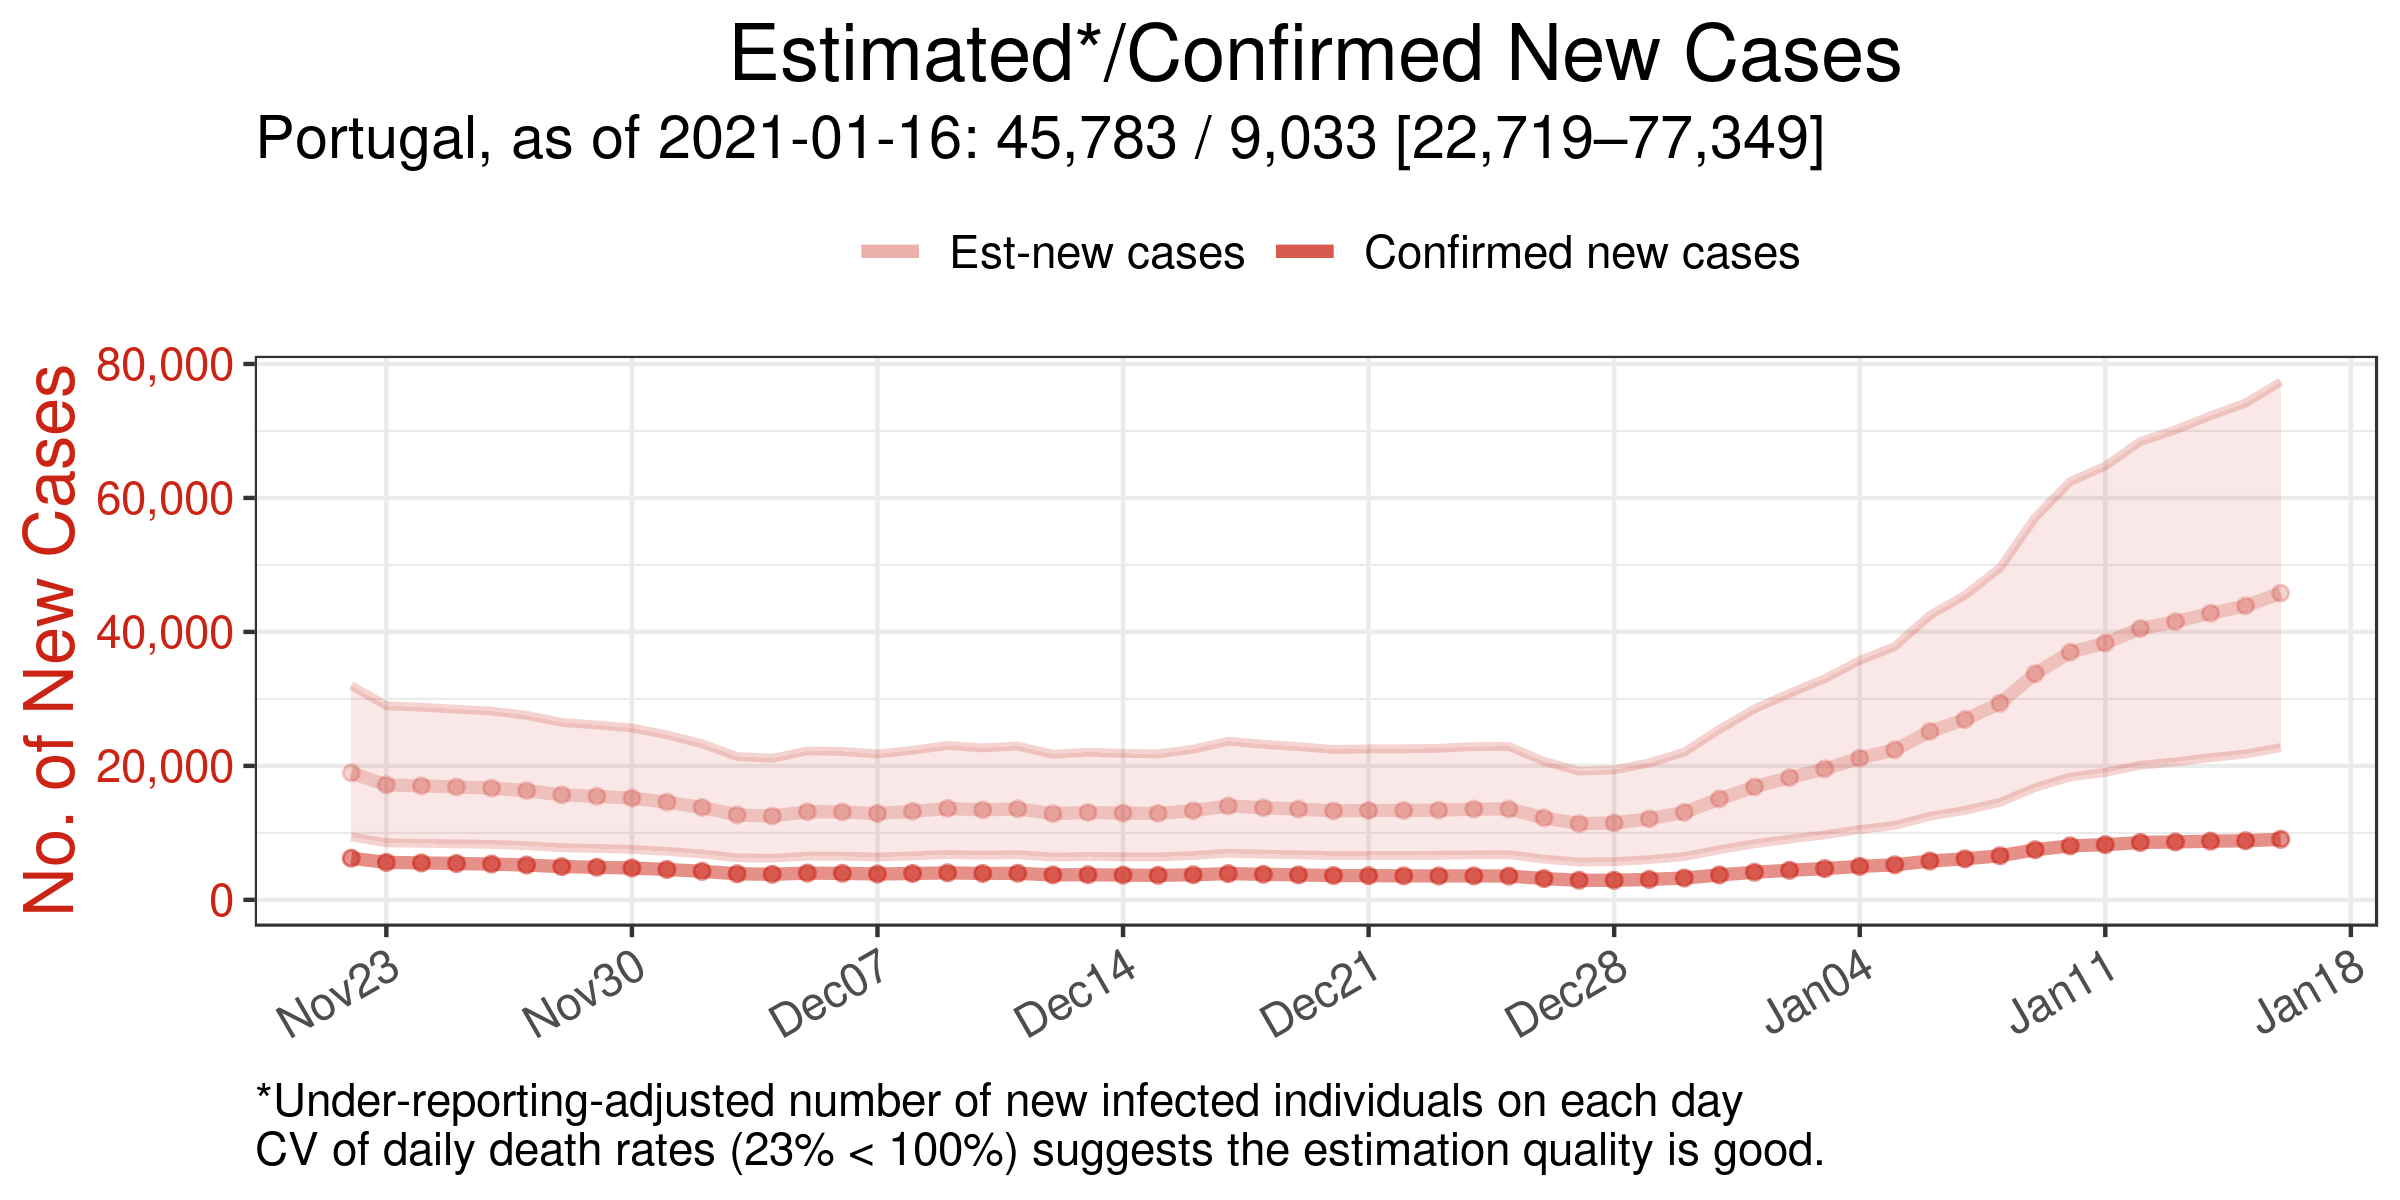 Estimated*/Confirmed New Cases
Portugal, as of 2021-01-16: 45,783 / 9,033 [22,719–77,349]
Est-new cases
Confirmed new cases
No. of New Cases
80,000
60,000
40,000
20,000
0
Nov23
Nov30
Dec07
Dec14
Dec21
Dec28
Jan04
Jan11
Jan18
*Under-reporting-adjusted number of new infected individuals on each day
CV of daily death rates (23% < 100%) suggests the estimation quality is good.